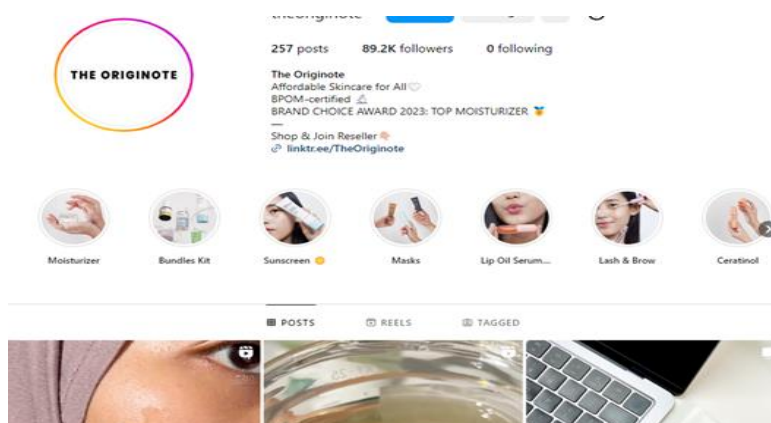 theoriginote
257 posts 89.2K followers 0 following
THE ORIGINOTE
The Originote
Affordable Skincare for All
BPOM-certified
BRAND CHOICE AWARD 2023: TOP MOISTURIZER
—
Shop & Join Reseller
linktr.ee/TheOriginote
Moisturizer Bundles Kit Sunscreen Masks Lip Oil Serum... Lash & Brow Ceratinol
POSTS REELS TAGGED